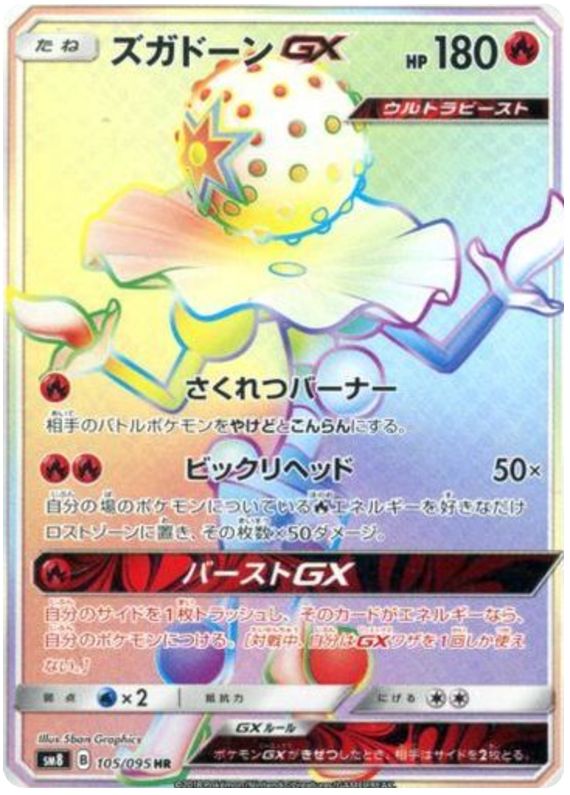 たね ズガドーンGX HP 180
ウルトラビースト
さくれつバーナー
相手のバトルポケモンをやけどとこんらんにする。
ビックリヘッド 50×
自分の場のポケモンについているエネルギーを好きなだけ
ロストゾーンに置き、その枚数×50ダメージ。
バーストGX
自分のサイドを1枚トラッシュし、そのカードがエネルギーなら、
自分のポケモンにつける。[対戦中、自分はGXワザを1回しか使え
ない。]
弱点 ×2 抵抗力 にげる
Illus. 5ban Graphics
GXルール
ポケモンGXがきぜつしたとき、相手はサイドを2枚とる。
SM8 B 105/095 HR
©2018 Pokémon/Nintendo/Creatures/GAME FREAK.